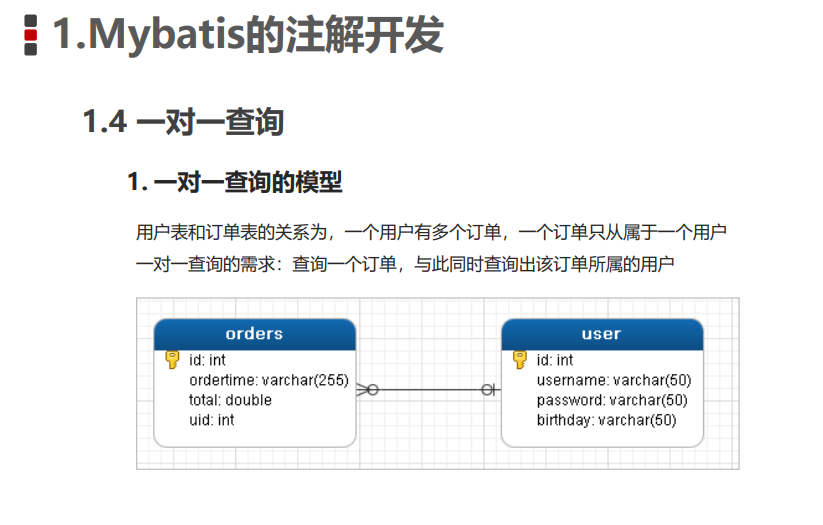 1.Mybatis的注解开发
1.4 一对一查询
1. 一对一查询的模型
用户表和订单表的关系为，一个用户有多个订单，一个订单只从属于一个用户
一对一查询的需求：查询一个订单，与此同时查询出该订单所属的用户
orders
id: int
ordertime: varchar(255)
total: double
uid: int
user
id: int
username: varchar(50)
password: varchar(50)
birthday: varchar(50)